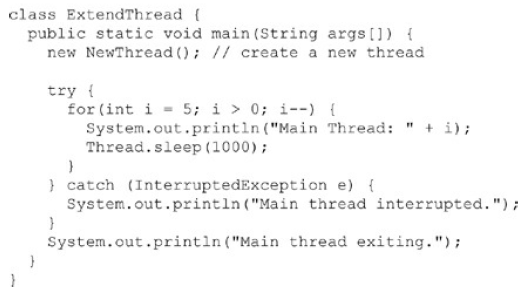 class ExtendThread {
  public static void main(String args[]) {
    new NewThread(); // create a new thread

    try {
      for(int i = 5; i > 0; i--) {
        System.out.println("Main Thread: " + i);
        Thread.sleep(1000);
      }
    } catch (InterruptedException e) {
      System.out.println("Main thread interrupted.");
    }
    System.out.println("Main thread exiting.");
  }
}